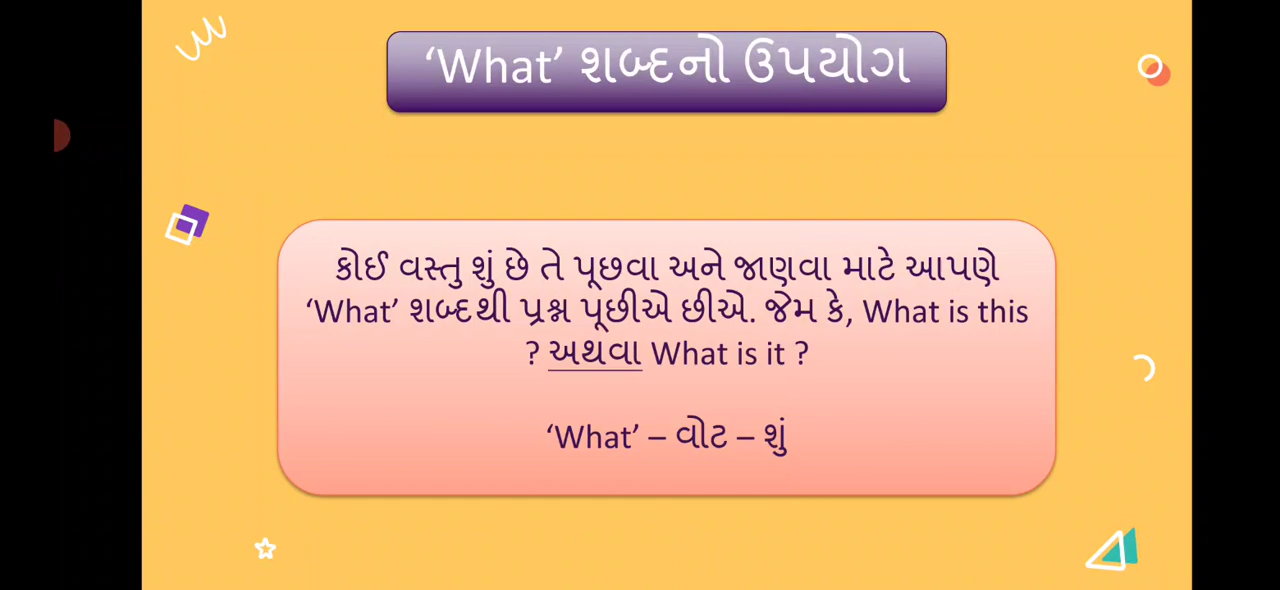 ‘What’ શબ્દનો ઉપયોગ
કોઈ વસ્તુ શું છે તે પૂછવા અને જાણવા માટે આપણે
‘What’ શબ્દથી પ્રશ્ન પૂછીએ છીએ. જેમ કે, What is this
? અથવા What is it ?
‘What’ – વોટ – શું